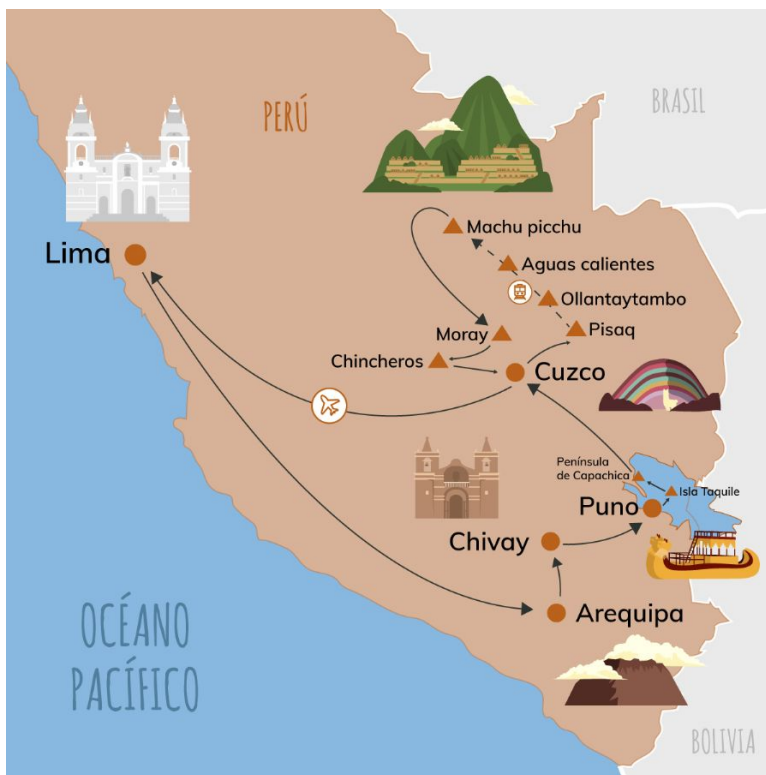 BRASIL
PERÚ
Machu picchu
Lima
Aguas calientes
Ollantaytambo
Moray
Pisaq
Chincheros
Cuzco
Península
de Capachica
Isla Taquile
Puno
Chivay
Arequipa
OCÉANO
PACÍFICO
BOLIVIA